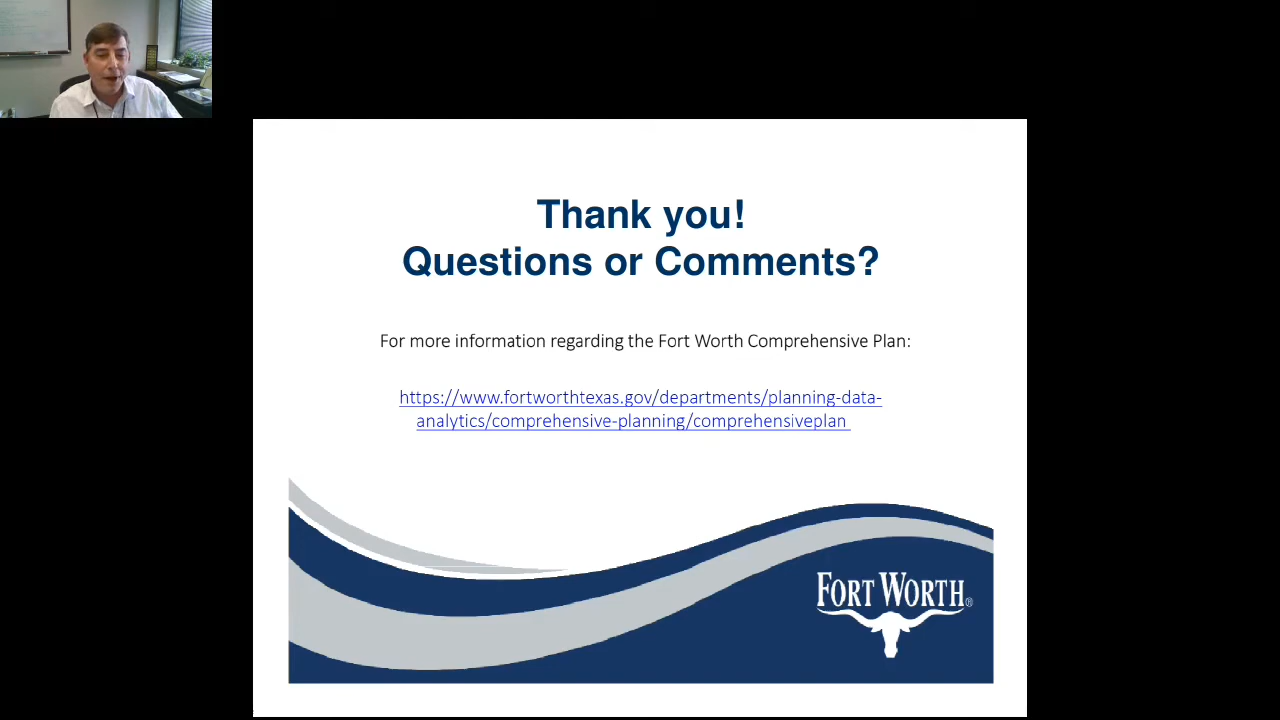 Thank you!
Questions or Comments?
For more information regarding the Fort Worth Comprehensive Plan:
https://www.fortworthtexas.gov/departments/planning-data-
analytics/comprehensive-planning/comprehensiveplan
FORT WORTH®